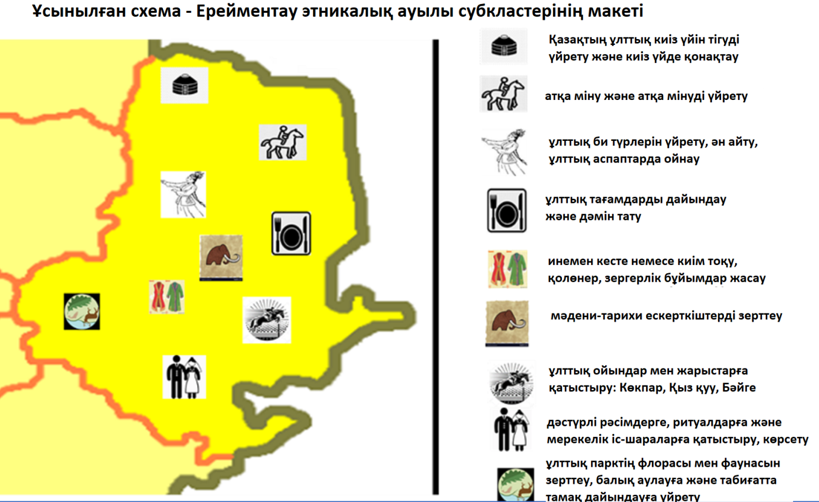 Ұсынылған схема - Ерейментау этникалық ауылы субкластерінің макеті
Қазақтың ұлттық киіз үйін тігуді
үйрету және киіз үйде қонақтау
атқа міну және атқа мінуді үйрету
ұлттық би түрлерін үйрету, ән айту,
ұлттық аспаптарда ойнау
ұлттық тағамдарды дайындау
және дәмін тату
инемен кесте немесе киім тоқу,
қолөнер, зергерлік бұйымдар жасау
мәдени-тарихи ескерткіштерді зерттеу
ұлттық ойындар мен жарыстарға
қатыстыру: Көкпар, Қыз қуу, Бәйге
дәстүрлі рәсімдерге, ритуалдарға және
мерекелік іс-шараларға қатыстыру, көрсету
ұлттық парктің флорасы мен фаунасын
зерттеу, балық аулауға және табиғатта
тамақ дайындауға үйрету